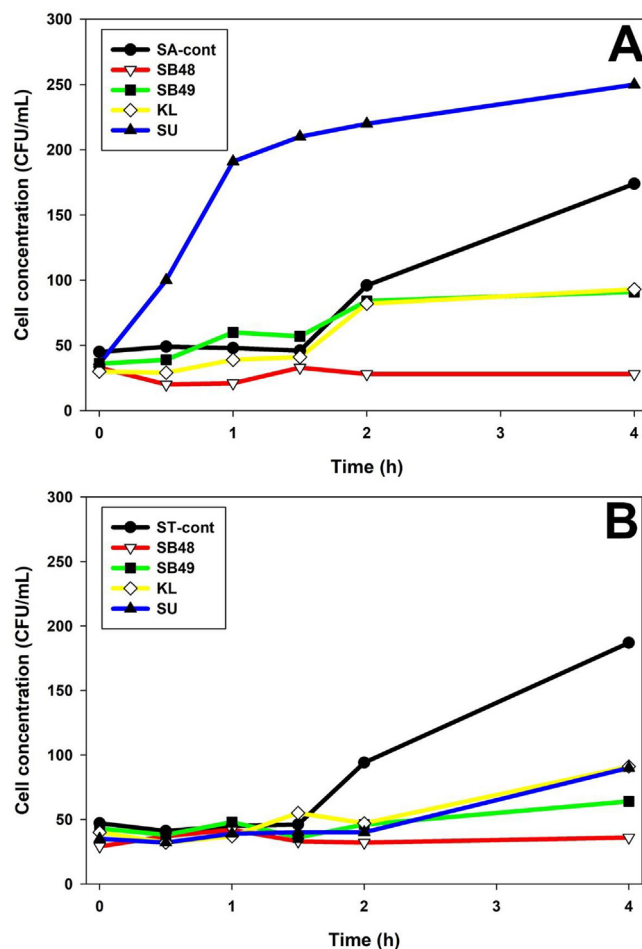 A
SA-cont
SB48
SB49
KL
SU
Cell concentration (CFU/mL)
300
250
200
150
100
50
0
0 1 2 3 4
Time (h)
B
ST-cont
SB48
SB49
KL
SU
Cell concentration (CFU/mL)
300
250
200
150
100
50
0
0 1 2 3 4
Time (h)